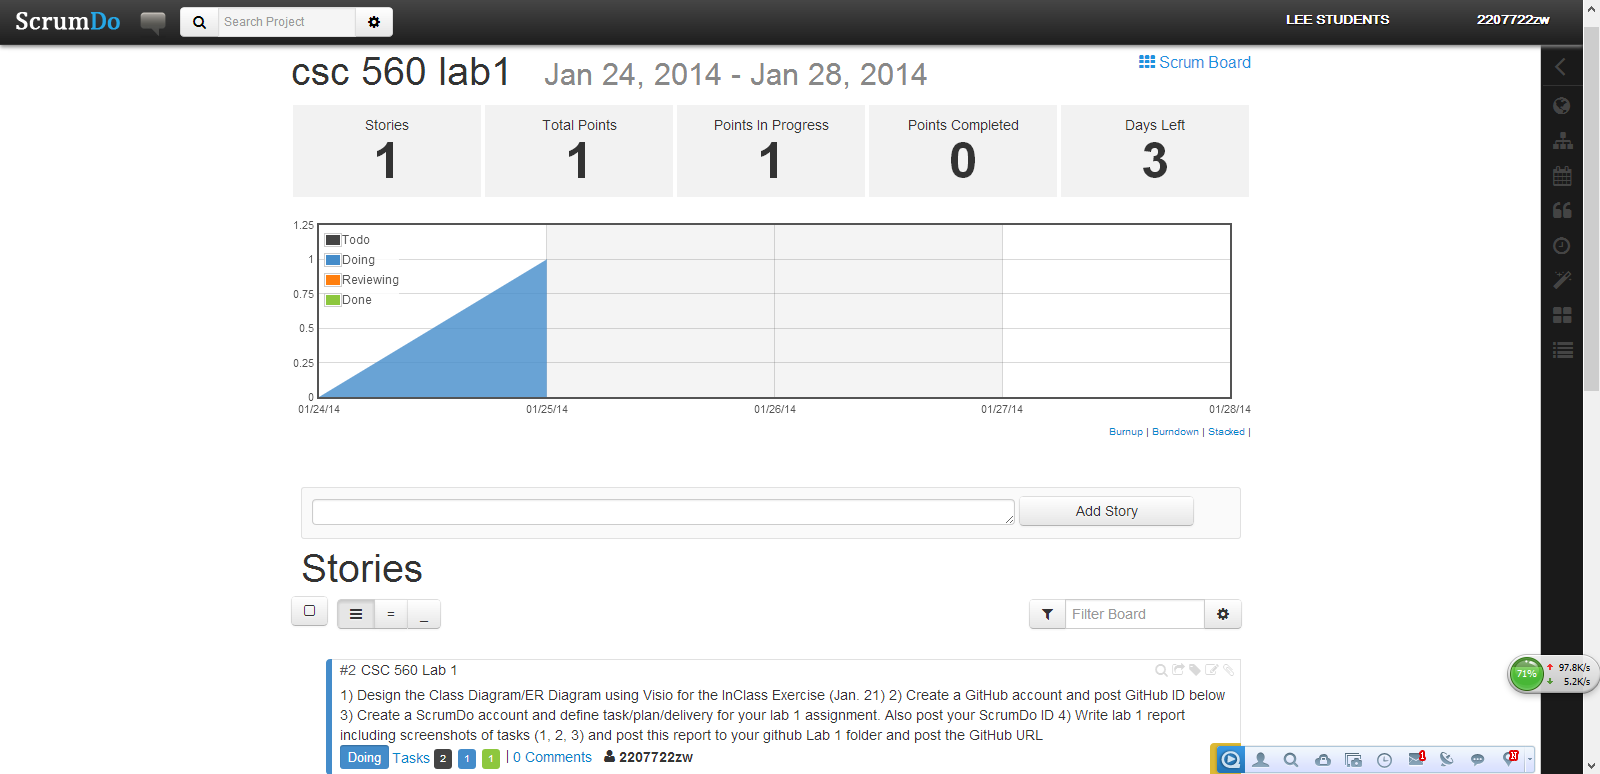 ScrumDo
Search Project
LEE STUDENTS
2207722zw
csc 560 lab1 Jan 24, 2014 - Jan 28, 2014
Scrum Board
Stories
1
Total Points
1
Points In Progress
1
Points Completed
0
Days Left
3
1.25
1
0.75
0.5
0.25
0
Todo
Doing
Reviewing
Done
01/24/14 01/25/14 01/26/14 01/27/14 01/28/14
Burnup | Burndown | Stacked |
Add Story
Stories
= _
Filter Board
#2 CSC 560 Lab 1
1) Design the Class Diagram/ER Diagram using Visio for the InClass Exercise (Jan. 21) 2) Create a GitHub account and post GitHub ID below
3) Create a ScrumDo account and define task/plan/delivery for your lab 1 assignment. Also post your ScrumDo ID 4) Write lab 1 report
including screenshots of tasks (1, 2, 3) and post this report to your github Lab 1 folder and post the GitHub URL
Doing Tasks 2 1 1 | 0 Comments 2207722zw
71%
97.8K/s
5.2K/s
1
N